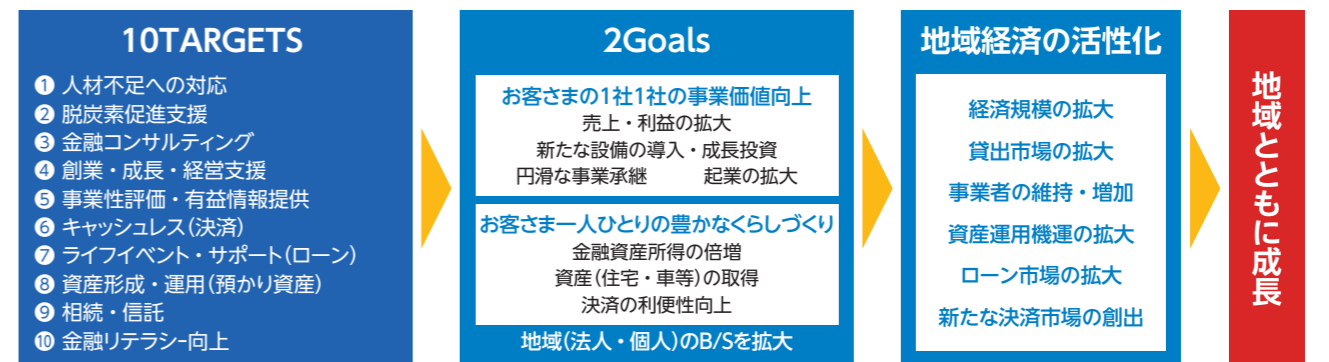 10TARGETS
❶ 人材不足への対応
❷ 脱炭素促進支援
❸ 金融コンサルティング
❹ 創業・成長・経営支援
❺ 事業性評価・有益情報提供
❻ キャッシュレス(決済)
❼ ライフイベント・サポート(ローン)
❽ 資産形成・運用(預かり資産)
❾ 相続・信託
❿ 金融リテラシー向上
2Goals
お客さまの1社1社の事業価値向上
売上・利益の拡大
新たな設備の導入・成長投資
円滑な事業承継 起業の拡大
お客さま一人ひとりの豊かなくらしづくり
金融資産所得の倍増
資産(住宅・車等)の取得
決済の利便性向上
地域(法人・個人)のB/Sを拡大
地域経済の活性化
経済規模の拡大
貸出市場の拡大
事業者の維持・増加
資産運用機運の拡大
ローン市場の拡大
新たな決済市場の創出
地域とともに成長